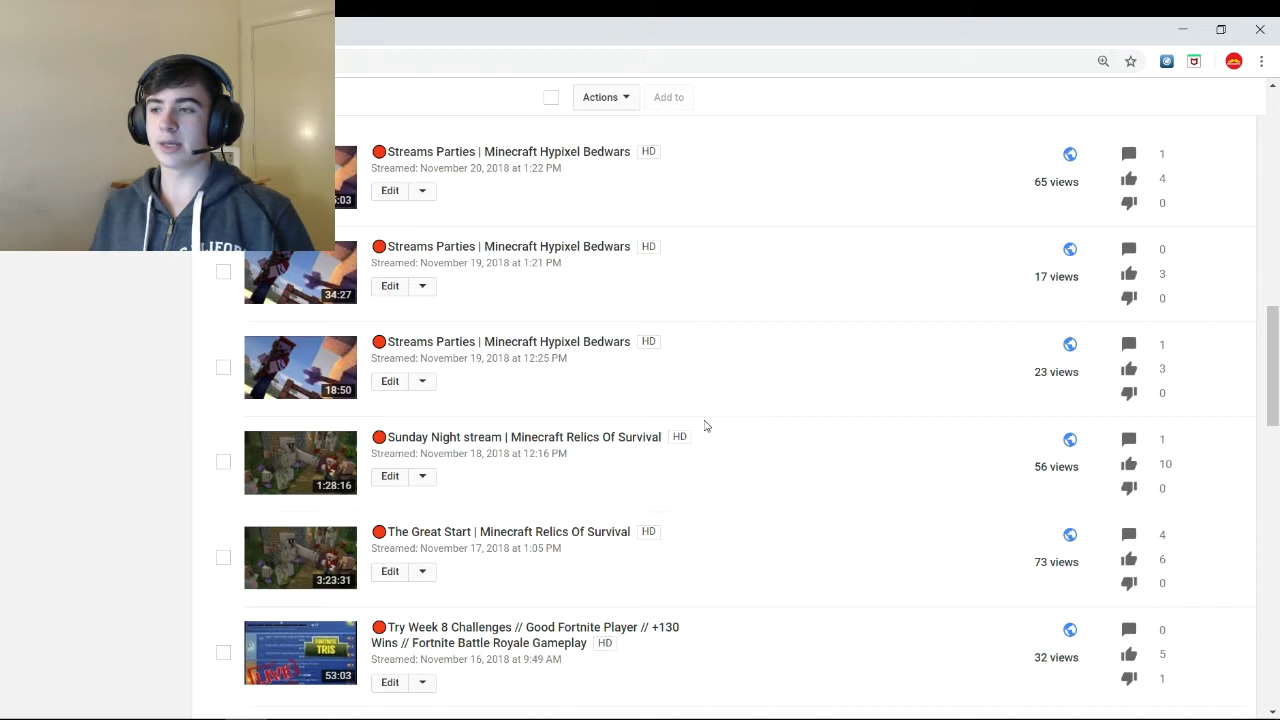 Actions
Add to
🔴Streams Parties | Minecraft Hypixel Bedwars HD
Streamed: November 20, 2018 at 1:22 PM
Edit
5:03
65 views
1
4
0
🔴Streams Parties | Minecraft Hypixel Bedwars HD
Streamed: November 19, 2018 at 1:21 PM
Edit
34:27
17 views
0
3
0
🔴Streams Parties | Minecraft Hypixel Bedwars HD
Streamed: November 19, 2018 at 12:25 PM
Edit
18:50
23 views
1
3
0
🔴Sunday Night stream | Minecraft Relics Of Survival HD
Streamed: November 18, 2018 at 12:16 PM
Edit
1:28:16
56 views
1
10
0
🔴The Great Start | Minecraft Relics Of Survival HD
Streamed: November 17, 2018 at 1:05 PM
Edit
3:23:31
73 views
4
6
0
🔴Try Week 8 Challenges // Great Fornite Player // +130
Wins // Fortnite Battle Royale Gameplay HD
Streamed: November 16, 2018 at
Edit
FORTNITE
TRIS
LIVE
53:03
32 views
5
1